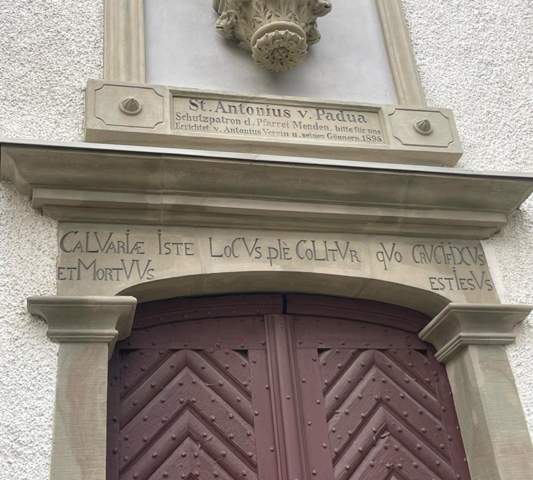 St. Antonius v. Padua
Schutzpatron d. Pfarrei Menden, bitte für uns
Errichtet v. Antonius Verein u. seinen Gönnern 1895
CaLVarIæ Iste LoCVs pIè CoLItVr qVo CrVCIfIXVs
et MortVVs est IesVs